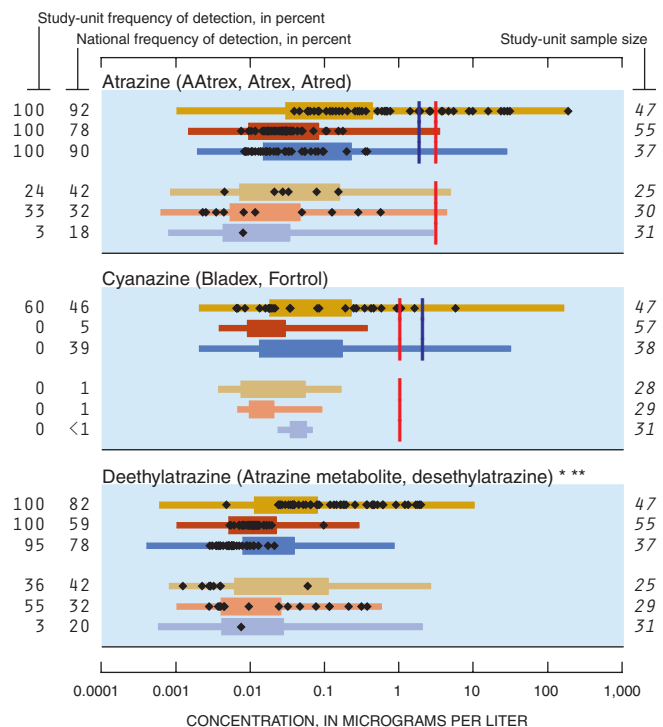 Study-unit frequency of detection, in percent
National frequency of detection, in percent
Study-unit sample size
Atrazine (AAtrex, Atrex, Atred)
100 92 47
100 78 55
100 90 37
24 42 25
33 32 30
3 18 31
Cyanazine (Bladex, Fortrol)
60 46 47
0 5 57
0 39 38
0 1 28
0 1 29
0 <1 31
Deethylatrazine (Atrazine metabolite, desethylatrazine) * **
100 82 47
100 59 55
95 78 37
36 42 25
55 32 29
3 20 31
0.0001 0.001 0.01 0.1 1 10 100 1,000
CONCENTRATION, IN MICROGRAMS PER LITER